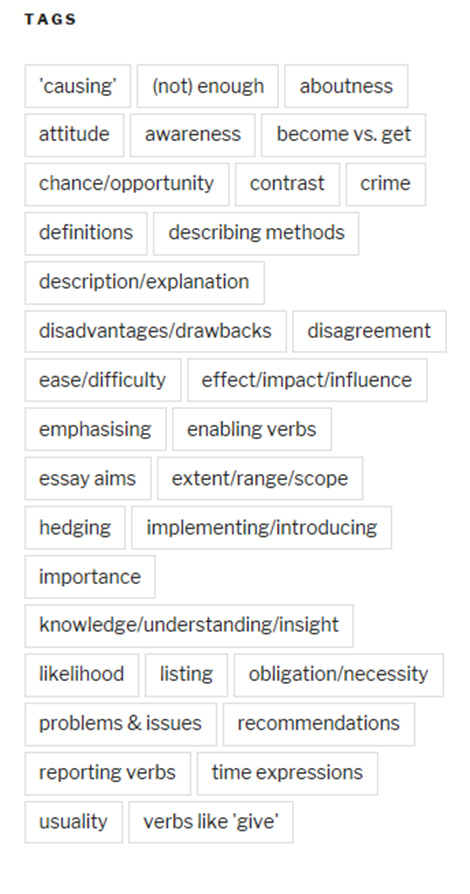 TAGS
'causing' (not) enough aboutness
attitude awareness become vs. get
chance/opportunity contrast crime
definitions describing methods
description/explanation
disadvantages/drawbacks disagreement
ease/difficulty effect/impact/influence
emphasising enabling verbs
essay aims extent/range/scope
hedging implementing/introducing
importance
knowledge/understanding/insight
likelihood listing obligation/necessity
problems & issues recommendations
reporting verbs time expressions
usuality verbs like 'give'